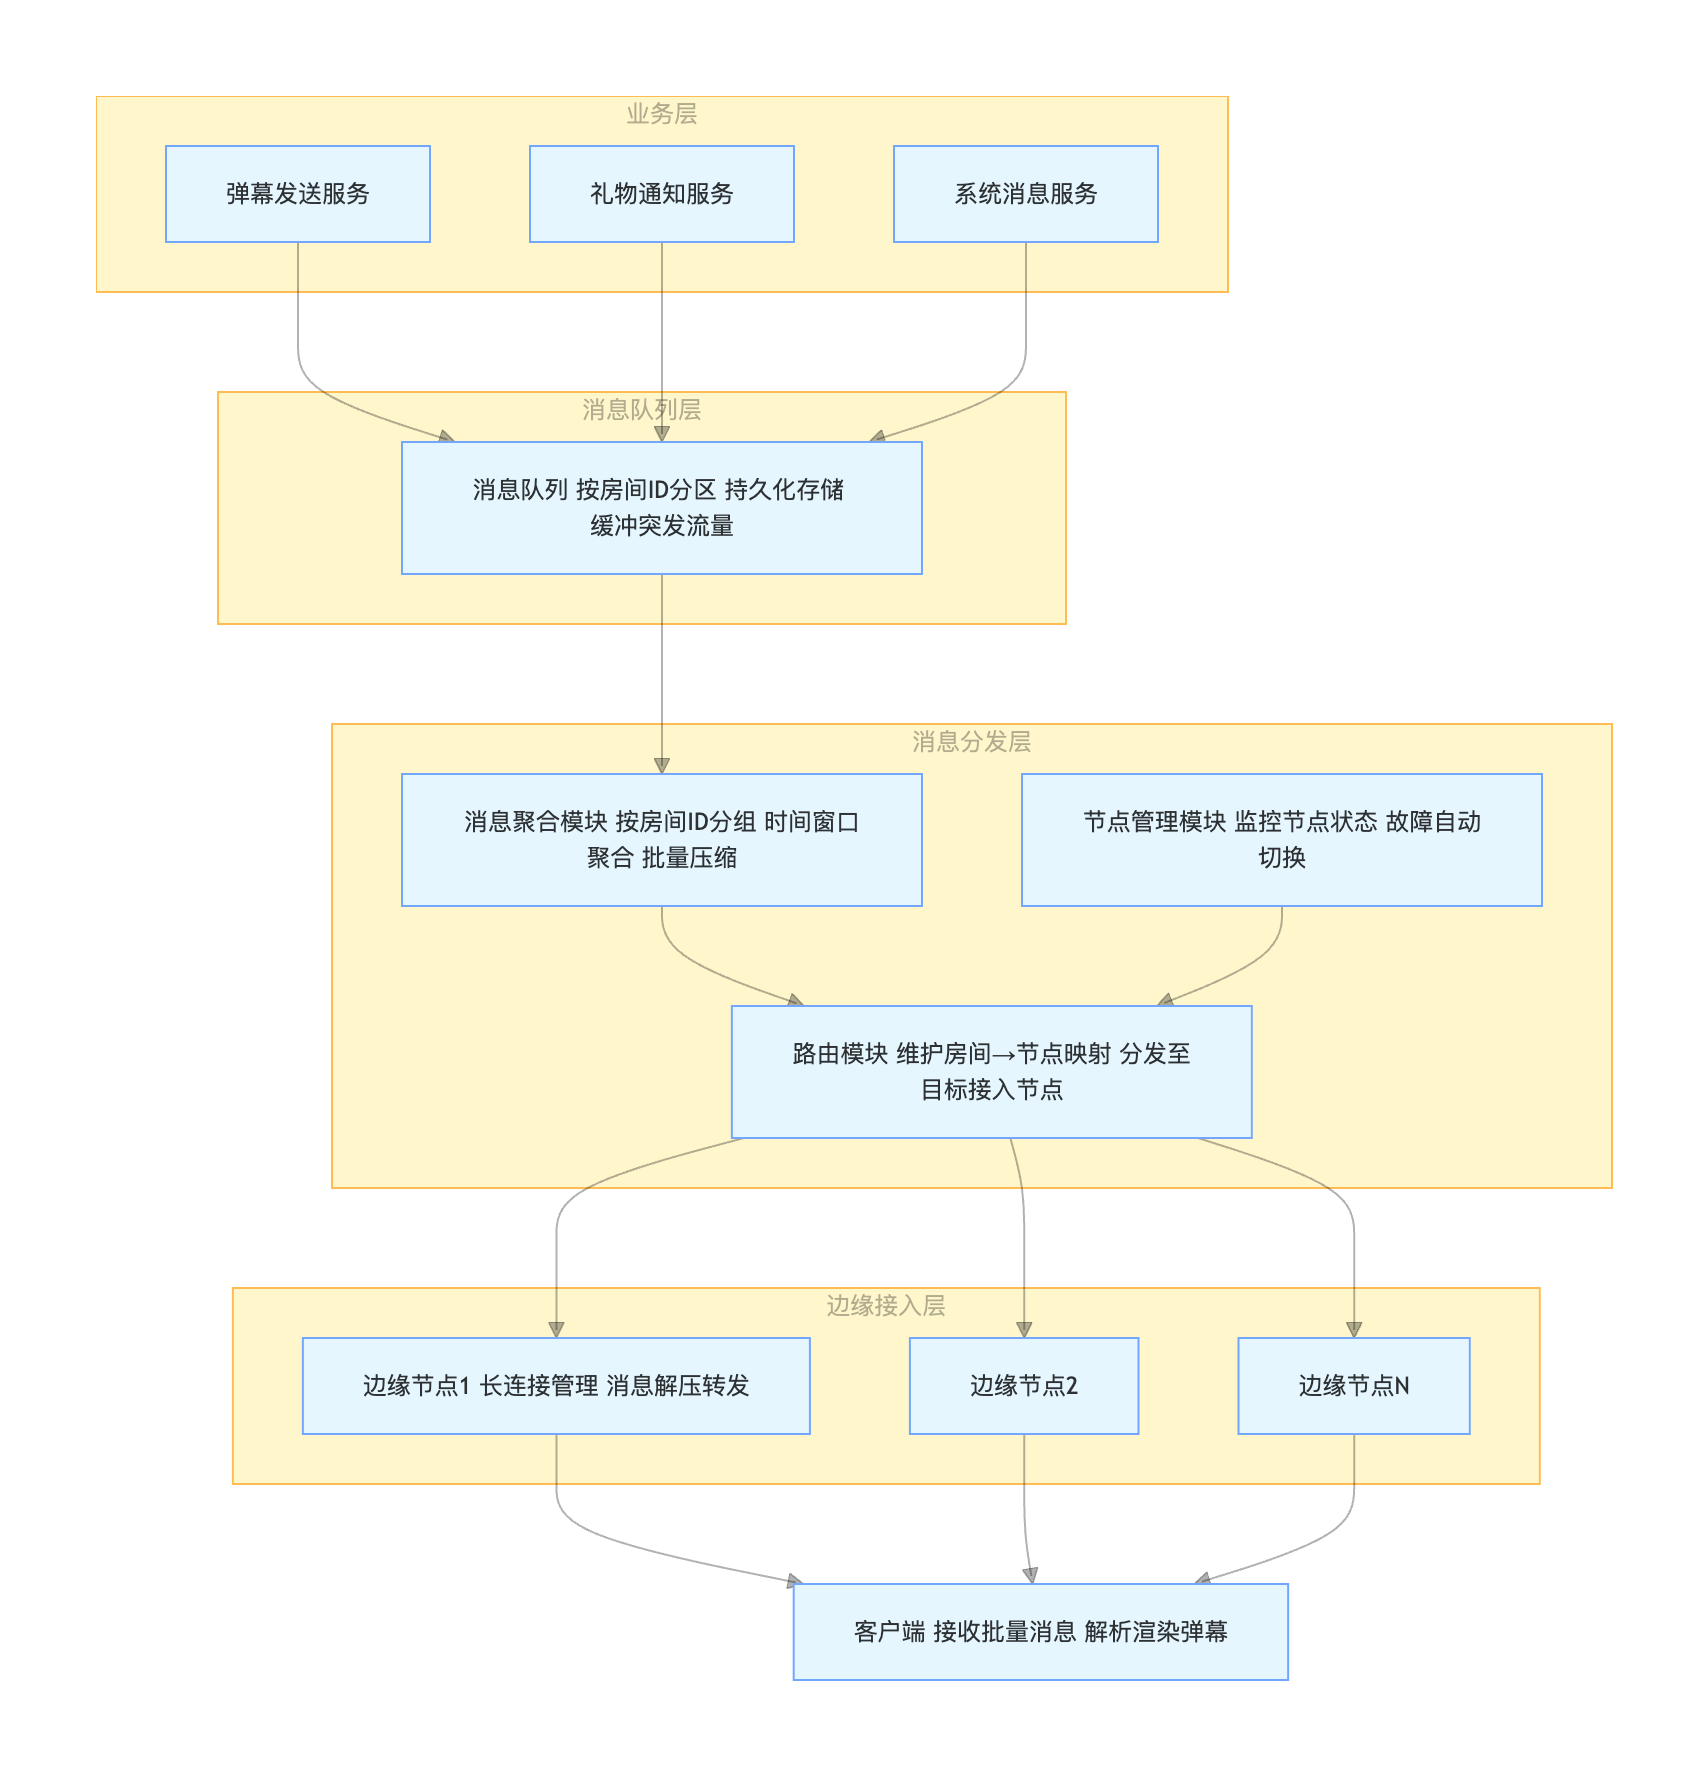 业务层
弹幕发送服务
礼物通知服务
系统消息服务
消息队列层
消息队列 按房间ID分区 持久化存储
缓冲突发流量
消息分发层
消息聚合模块 按房间ID分组 时间窗口
聚合 批量压缩
节点管理模块 监控节点状态 故障自动
切换
路由模块 维护房间→节点映射 分发至
目标接入节点
边缘接入层
边缘节点1 长连接管理 消息解压转发
边缘节点2
边缘节点N
客户端 接收批量消息 解析渲染弹幕